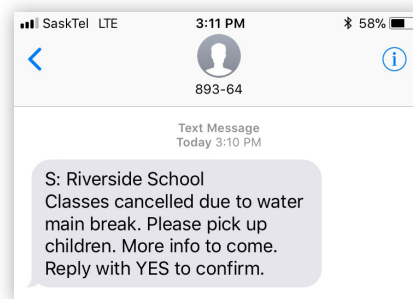 SaskTel LTE 3:11 PM 58%
893-64
i
Text Message
Today 3:10 PM
S: Riverside School
Classes cancelled due to water
main break. Please pick up
children. More info to come.
Reply with YES to confirm.